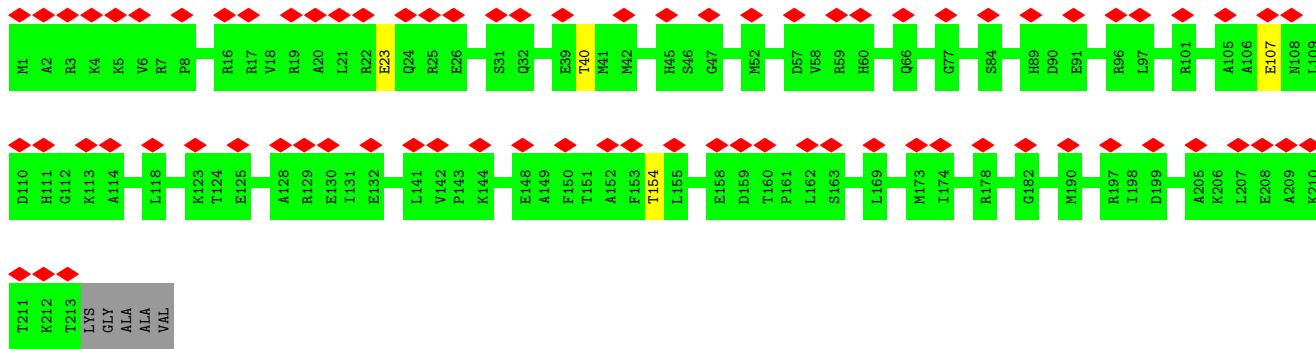 M1 A2 R3 K4 K5 V6 R7 P8 R16 R17 V18 R19 A20 L21 R22 E23 Q24 R25 E26 S31 Q32 E39 T40 M41 M42 H45 S46 G47 M52 D57 V58 R59 H60 Q66 G77 S84 H89 D90 E91 R96 L97 R101 A105 A106 E107 N108 L109
D110 H111 G112 K113 A114 L118 K123 T124 E125 A128 R129 E130 I131 E132 L141 V142 P143 K144 E148 A149 F150 T151 A152 F153 T154 L155 E158 D159 T160 P161 L162 S163 L169 M173 I174 R178 G182 M190 R197 I198 D199 A205 K206 L207 E208 A209 K210
T211 K212 T213 LYS GLY ALA ALA VAL